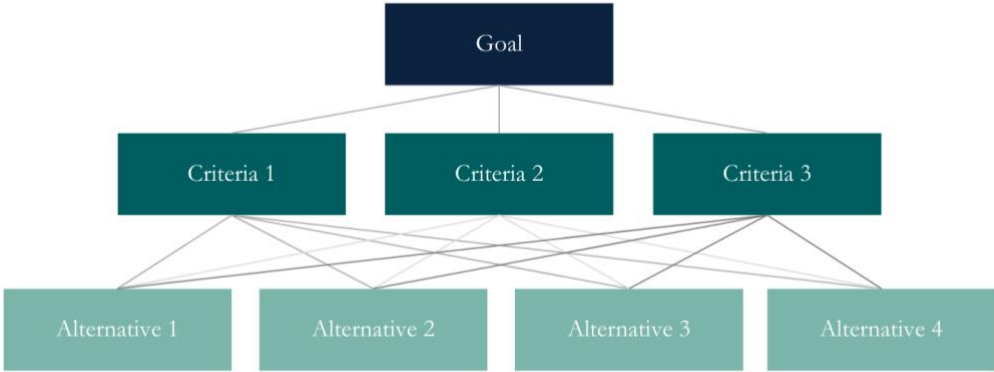 Goal
Criteria 1
Criteria 2
Criteria 3
Alternative 1
Alternative 2
Alternative 3
Alternative 4